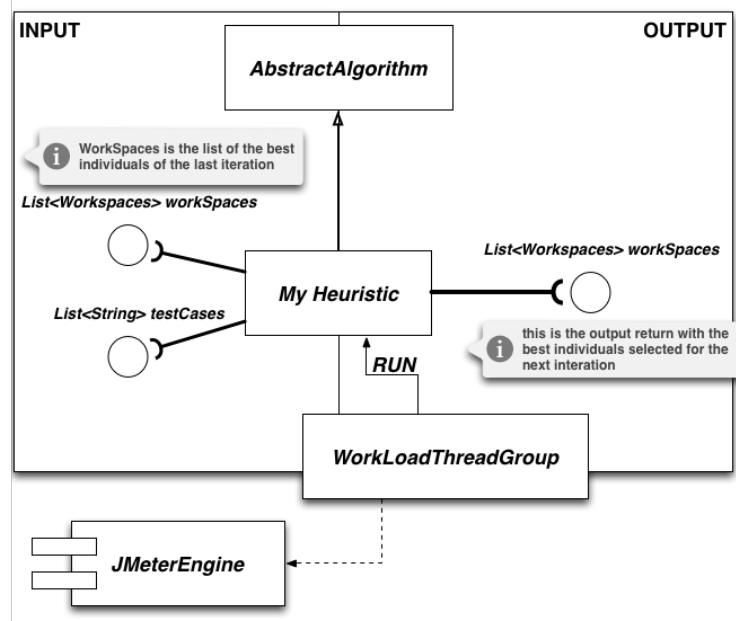 INPUT
OUTPUT
AbstractAlgorithm
WorkSpaces is the list of the best
individuals of the last iteration
List<Workspaces> workSpaces
List<Workspaces> workSpaces
My Heuristic
List<String> testCases
this is the output return with the
best individuals selected for the
next interation
RUN
WorkLoadThreadGroup
JMeterEngine